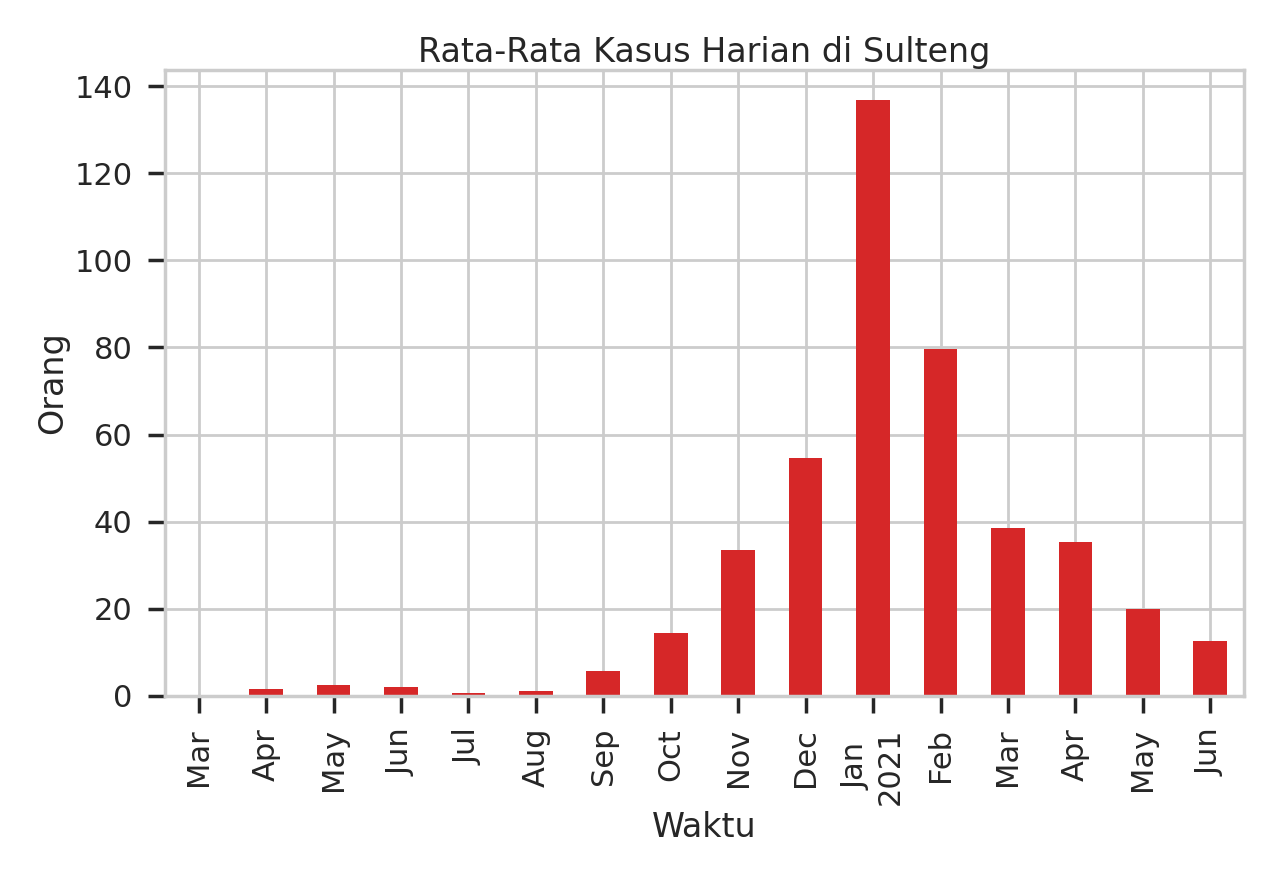 Rata-Rata Kasus Harian di Sulteng
140
120
100
80
60
40
20
0
Orang
Mar
Apr
May
Jun
Jul
Aug
Sep
Oct
Nov
Dec
Jan
2021
Feb
Mar
Apr
May
Jun
Waktu